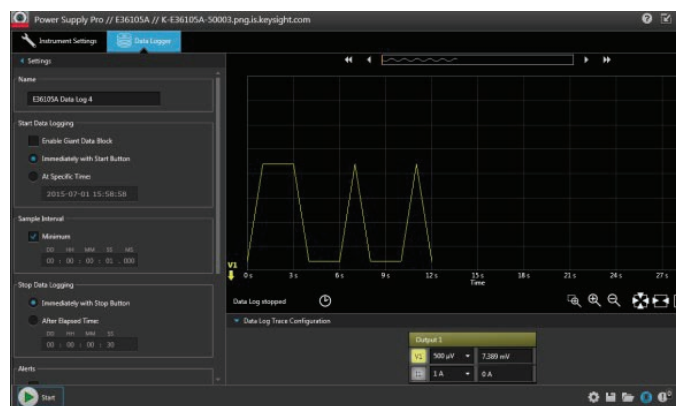 Power Supply Pro // E36105A // K-E36105A-50003.png.is.keysight.com
Instrument Settings
Data Logger
Settings
Name
E36105A Data Log 4
Start Data Logging
Enable Giant Data Block
Immediately with Start Button
At Specific Time:
2015-07-01 15:58:58
Sample Interval
Minimum
DD HH MM SS MS
00 : 00 : 00 : 01 . 000
Stop Data Logging
Immediately with Stop Button
After Elapsed Time:
DD HH MM SS
00 : 00 : 00 : 30
Alerts
Start
V1
0 s 3 s 6 s 9 s 12 s 15 s 18 s 21 s 24 s 27 s
Time
Data Log stopped
Data Log Trace Configuration
Output 1
V1 500 µV 7.389 mV
1 A 0 A